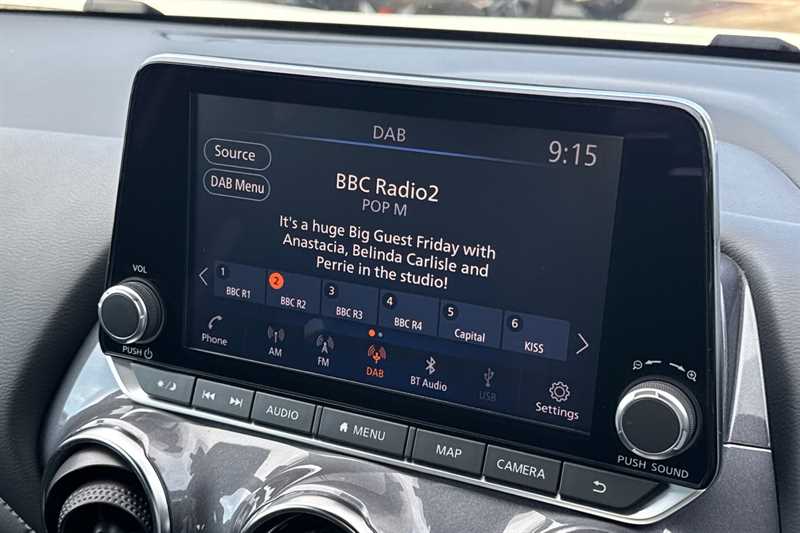 DAB
9:15
Source
DAB Menu
BBC Radio2
POP M
It's a huge Big Guest Friday with
Anastacia, Belinda Carlisle and
Perrie in the studio!
1
BBC R1
2
BBC R2
3
BBC R3
4
BBC R4
5
Capital
6
KISS
Phone
AM
FM
DAB
BT Audio
USB
Settings
VOL
PUSH
AUDIO
MENU
MAP
CAMERA
PUSH SOUND